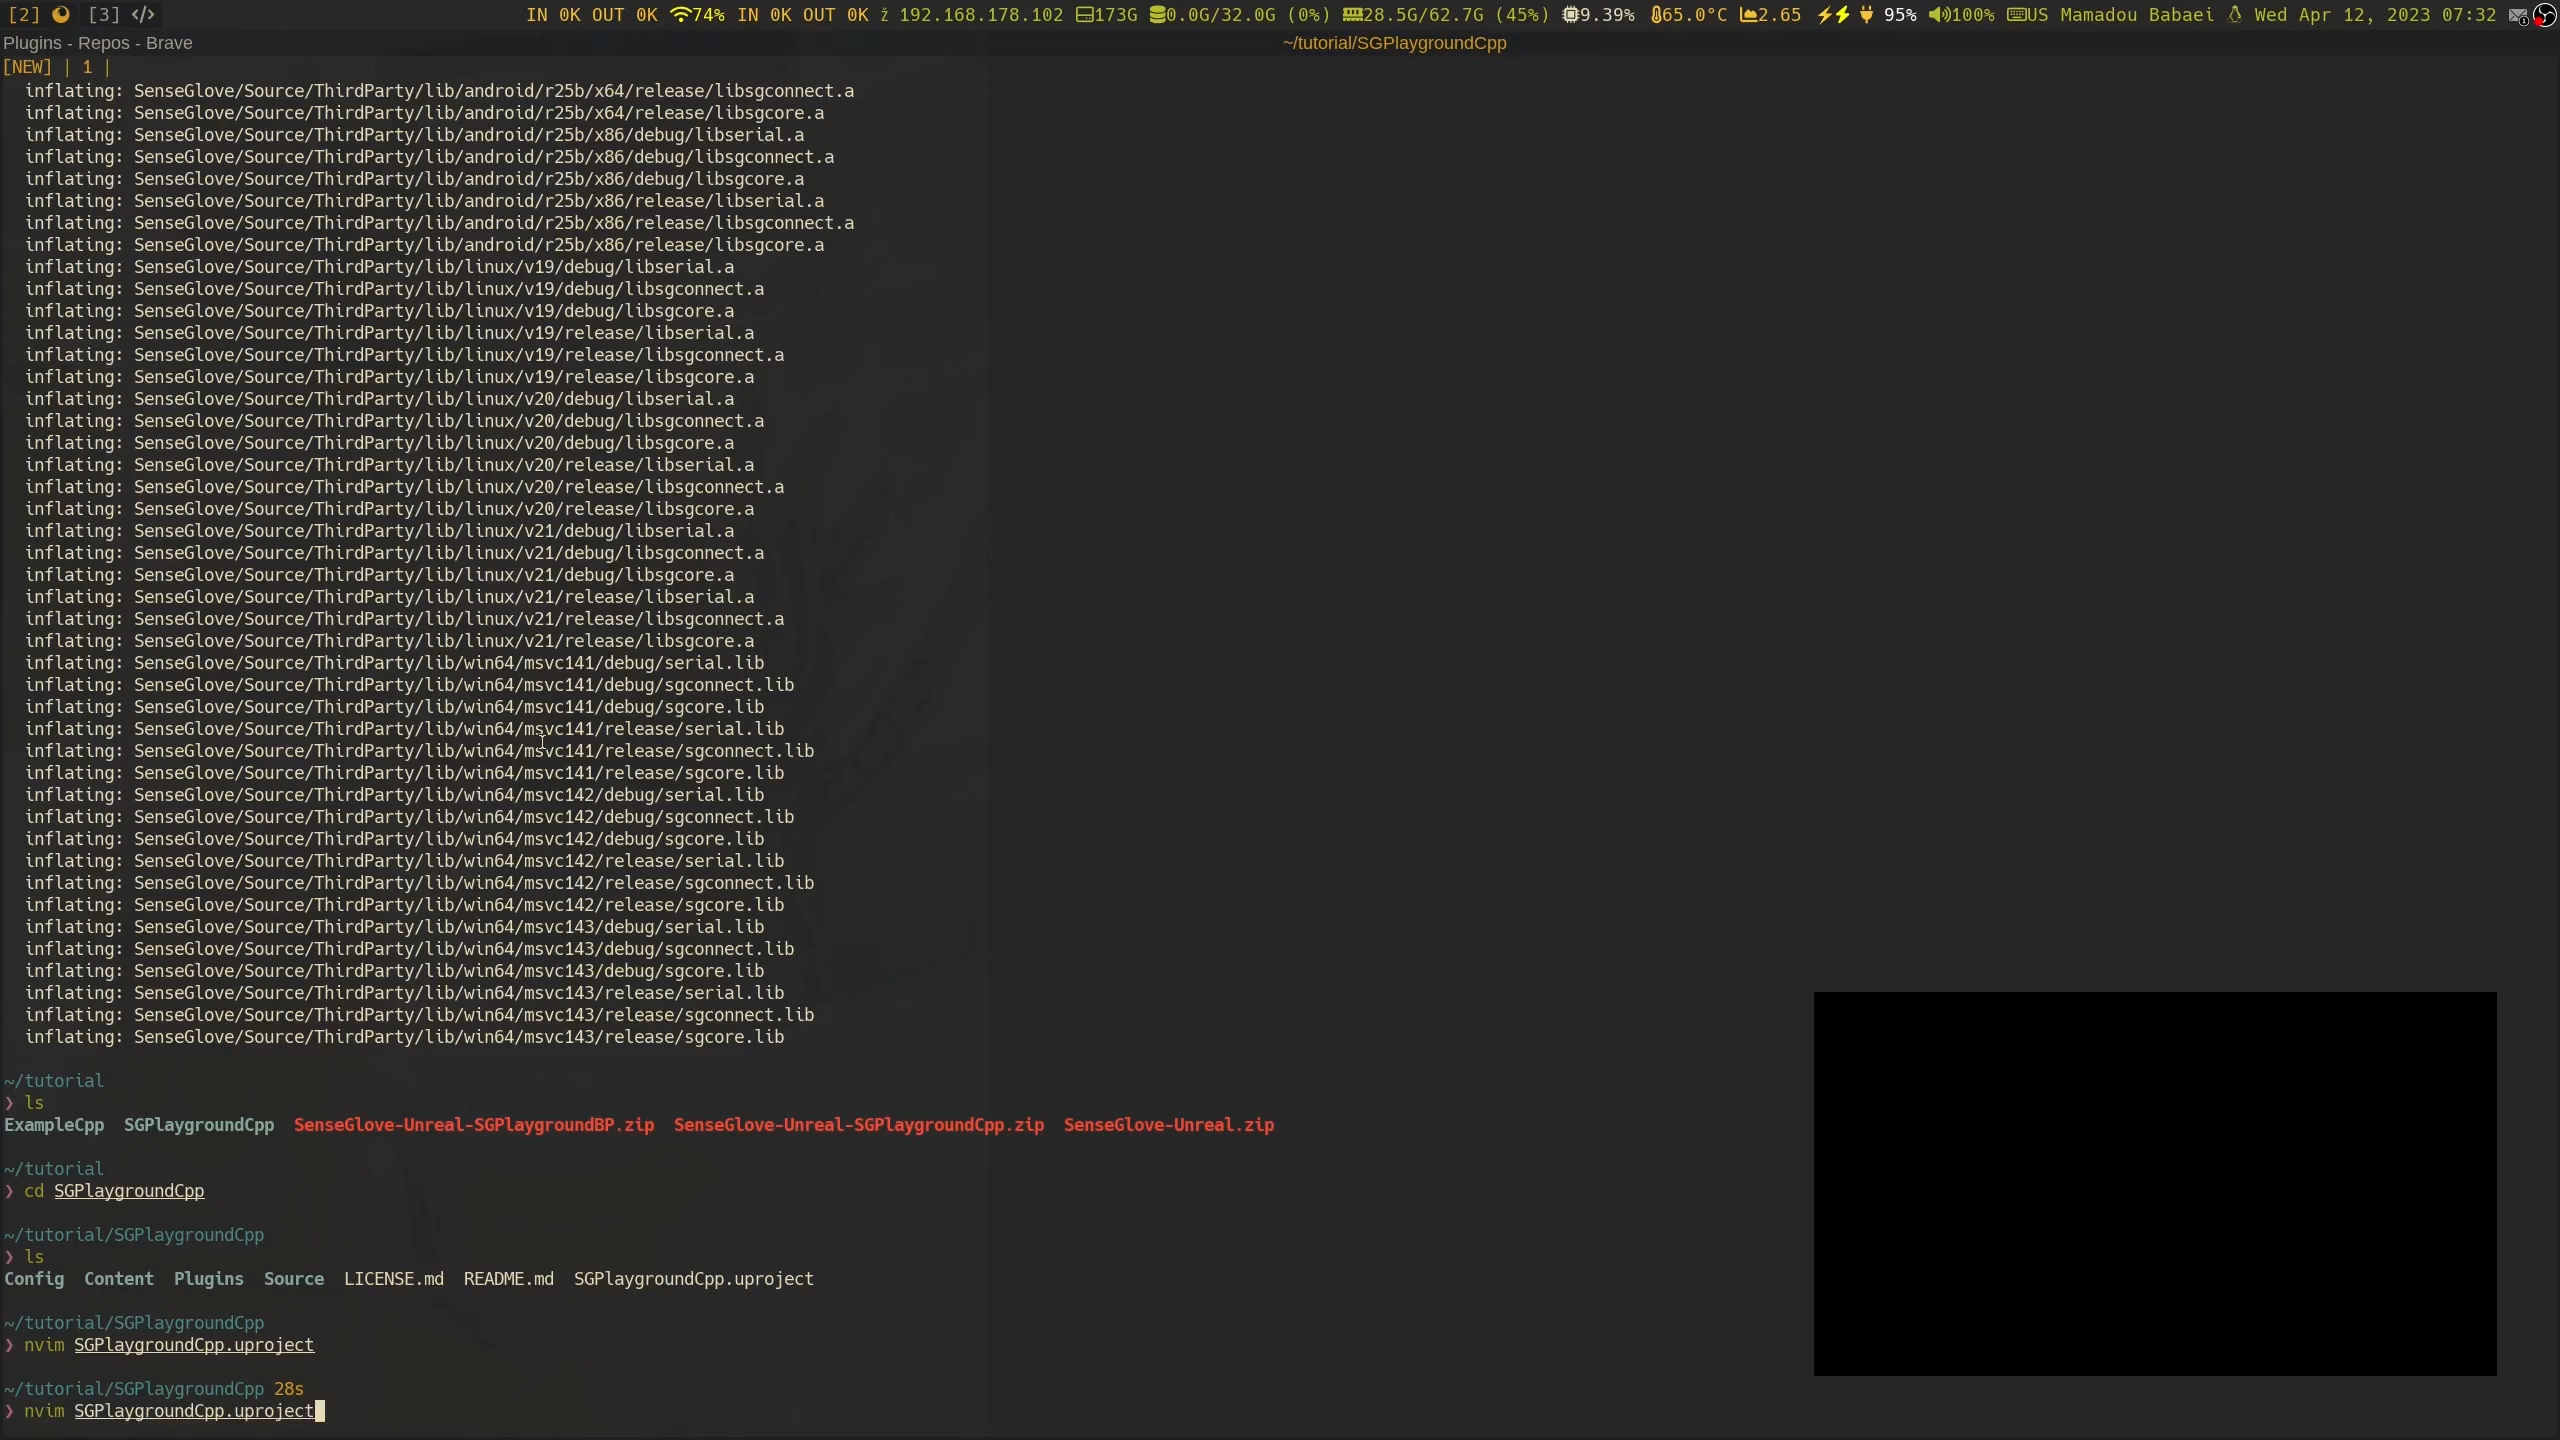 [2] [3] </> IN 0K OUT 0K 74% IN 0K OUT 0K ž 192.168.178.102 173G 0.0G/32.0G (0%) 28.5G/62.7G (45%) 9.39% 65.0°C 2.65 95% 100% US Mamadou Babaei Wed Apr 12, 2023 07:32
Plugins - Repos - Brave ~/tutorial/SGPlaygroundCpp
[NEW] | 1 |
inflating: SenseGlove/Source/ThirdParty/lib/android/r25b/x64/release/libsgconnect.a
inflating: SenseGlove/Source/ThirdParty/lib/android/r25b/x64/release/libsgcore.a
inflating: SenseGlove/Source/ThirdParty/lib/android/r25b/x86/debug/libserial.a
inflating: SenseGlove/Source/ThirdParty/lib/android/r25b/x86/debug/libsgconnect.a
inflating: SenseGlove/Source/ThirdParty/lib/android/r25b/x86/debug/libsgcore.a
inflating: SenseGlove/Source/ThirdParty/lib/android/r25b/x86/release/libserial.a
inflating: SenseGlove/Source/ThirdParty/lib/android/r25b/x86/release/libsgconnect.a
inflating: SenseGlove/Source/ThirdParty/lib/android/r25b/x86/release/libsgcore.a
inflating: SenseGlove/Source/ThirdParty/lib/linux/v19/debug/libserial.a
inflating: SenseGlove/Source/ThirdParty/lib/linux/v19/debug/libsgconnect.a
inflating: SenseGlove/Source/ThirdParty/lib/linux/v19/debug/libsgcore.a
inflating: SenseGlove/Source/ThirdParty/lib/linux/v19/release/libserial.a
inflating: SenseGlove/Source/ThirdParty/lib/linux/v19/release/libsgconnect.a
inflating: SenseGlove/Source/ThirdParty/lib/linux/v19/release/libsgcore.a
inflating: SenseGlove/Source/ThirdParty/lib/linux/v20/debug/libserial.a
inflating: SenseGlove/Source/ThirdParty/lib/linux/v20/debug/libsgconnect.a
inflating: SenseGlove/Source/ThirdParty/lib/linux/v20/debug/libsgcore.a
inflating: SenseGlove/Source/ThirdParty/lib/linux/v20/release/libserial.a
inflating: SenseGlove/Source/ThirdParty/lib/linux/v20/release/libsgconnect.a
inflating: SenseGlove/Source/ThirdParty/lib/linux/v20/release/libsgcore.a
inflating: SenseGlove/Source/ThirdParty/lib/linux/v21/debug/libserial.a
inflating: SenseGlove/Source/ThirdParty/lib/linux/v21/debug/libsgconnect.a
inflating: SenseGlove/Source/ThirdParty/lib/linux/v21/debug/libsgcore.a
inflating: SenseGlove/Source/ThirdParty/lib/linux/v21/release/libserial.a
inflating: SenseGlove/Source/ThirdParty/lib/linux/v21/release/libsgconnect.a
inflating: SenseGlove/Source/ThirdParty/lib/linux/v21/release/libsgcore.a
inflating: SenseGlove/Source/ThirdParty/lib/win64/msvc141/debug/serial.lib
inflating: SenseGlove/Source/ThirdParty/lib/win64/msvc141/debug/sgconnect.lib
inflating: SenseGlove/Source/ThirdParty/lib/win64/msvc141/debug/sgcore.lib
inflating: SenseGlove/Source/ThirdParty/lib/win64/msvc141/release/serial.lib
inflating: SenseGlove/Source/ThirdParty/lib/win64/msvc141/release/sgconnect.lib
inflating: SenseGlove/Source/ThirdParty/lib/win64/msvc141/release/sgcore.lib
inflating: SenseGlove/Source/ThirdParty/lib/win64/msvc142/debug/serial.lib
inflating: SenseGlove/Source/ThirdParty/lib/win64/msvc142/debug/sgconnect.lib
inflating: SenseGlove/Source/ThirdParty/lib/win64/msvc142/debug/sgcore.lib
inflating: SenseGlove/Source/ThirdParty/lib/win64/msvc142/release/serial.lib
inflating: SenseGlove/Source/ThirdParty/lib/win64/msvc142/release/sgconnect.lib
inflating: SenseGlove/Source/ThirdParty/lib/win64/msvc142/release/sgcore.lib
inflating: SenseGlove/Source/ThirdParty/lib/win64/msvc143/debug/serial.lib
inflating: SenseGlove/Source/ThirdParty/lib/win64/msvc143/debug/sgconnect.lib
inflating: SenseGlove/Source/ThirdParty/lib/win64/msvc143/debug/sgcore.lib
inflating: SenseGlove/Source/ThirdParty/lib/win64/msvc143/release/serial.lib
inflating: SenseGlove/Source/ThirdParty/lib/win64/msvc143/release/sgconnect.lib
inflating: SenseGlove/Source/ThirdParty/lib/win64/msvc143/release/sgcore.lib
~/tutorial
❯ ls
ExampleCpp SGPlaygroundCpp SenseGlove-Unreal-SGPlaygroundBP.zip SenseGlove-Unreal-SGPlaygroundCpp.zip SenseGlove-Unreal.zip
~/tutorial
❯ cd SGPlaygroundCpp
~/tutorial/SGPlaygroundCpp
❯ ls
Config Content Plugins Source LICENSE.md README.md SGPlaygroundCpp.uproject
~/tutorial/SGPlaygroundCpp
❯ nvim SGPlaygroundCpp.uproject
~/tutorial/SGPlaygroundCpp 28s
❯ nvim SGPlaygroundCpp.uproject